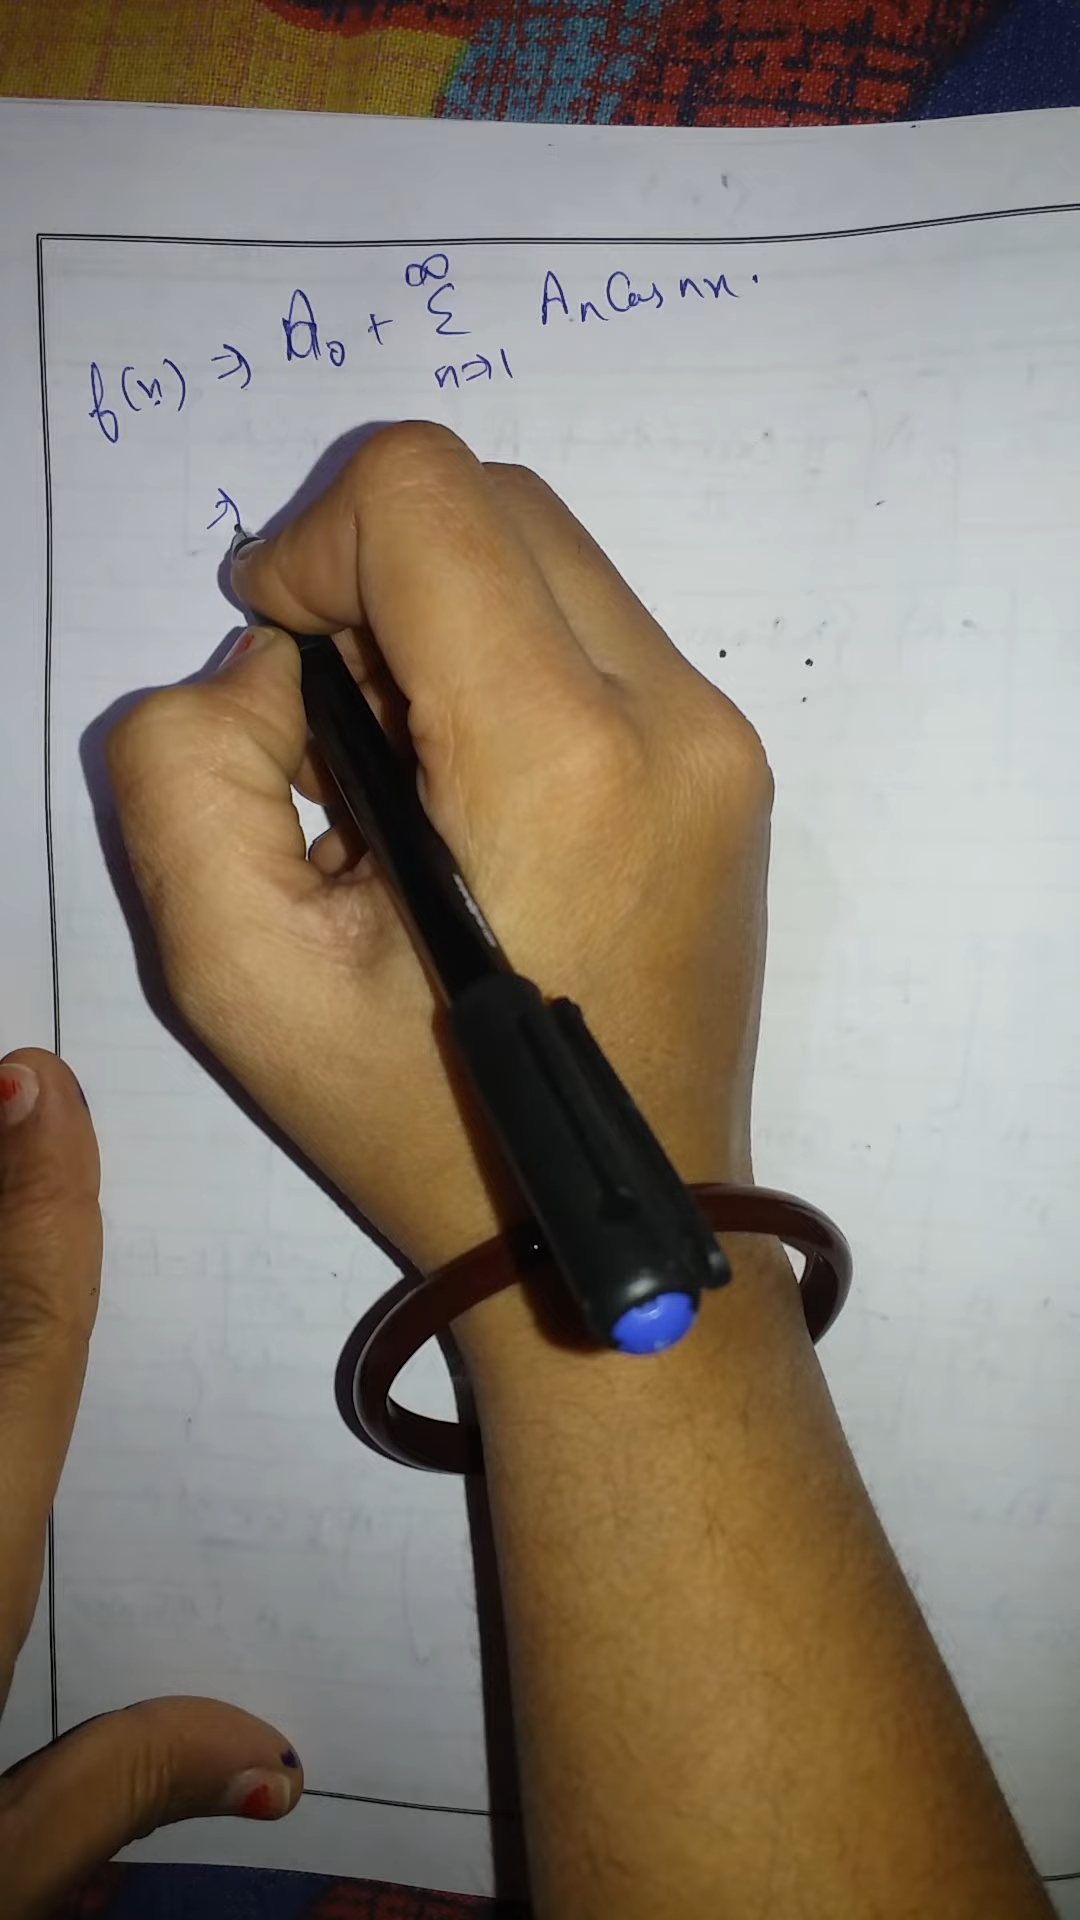 ∞
f(x) ⇒ A₀ + Σ Aₙ Cos nx.
n⇒1
⇒